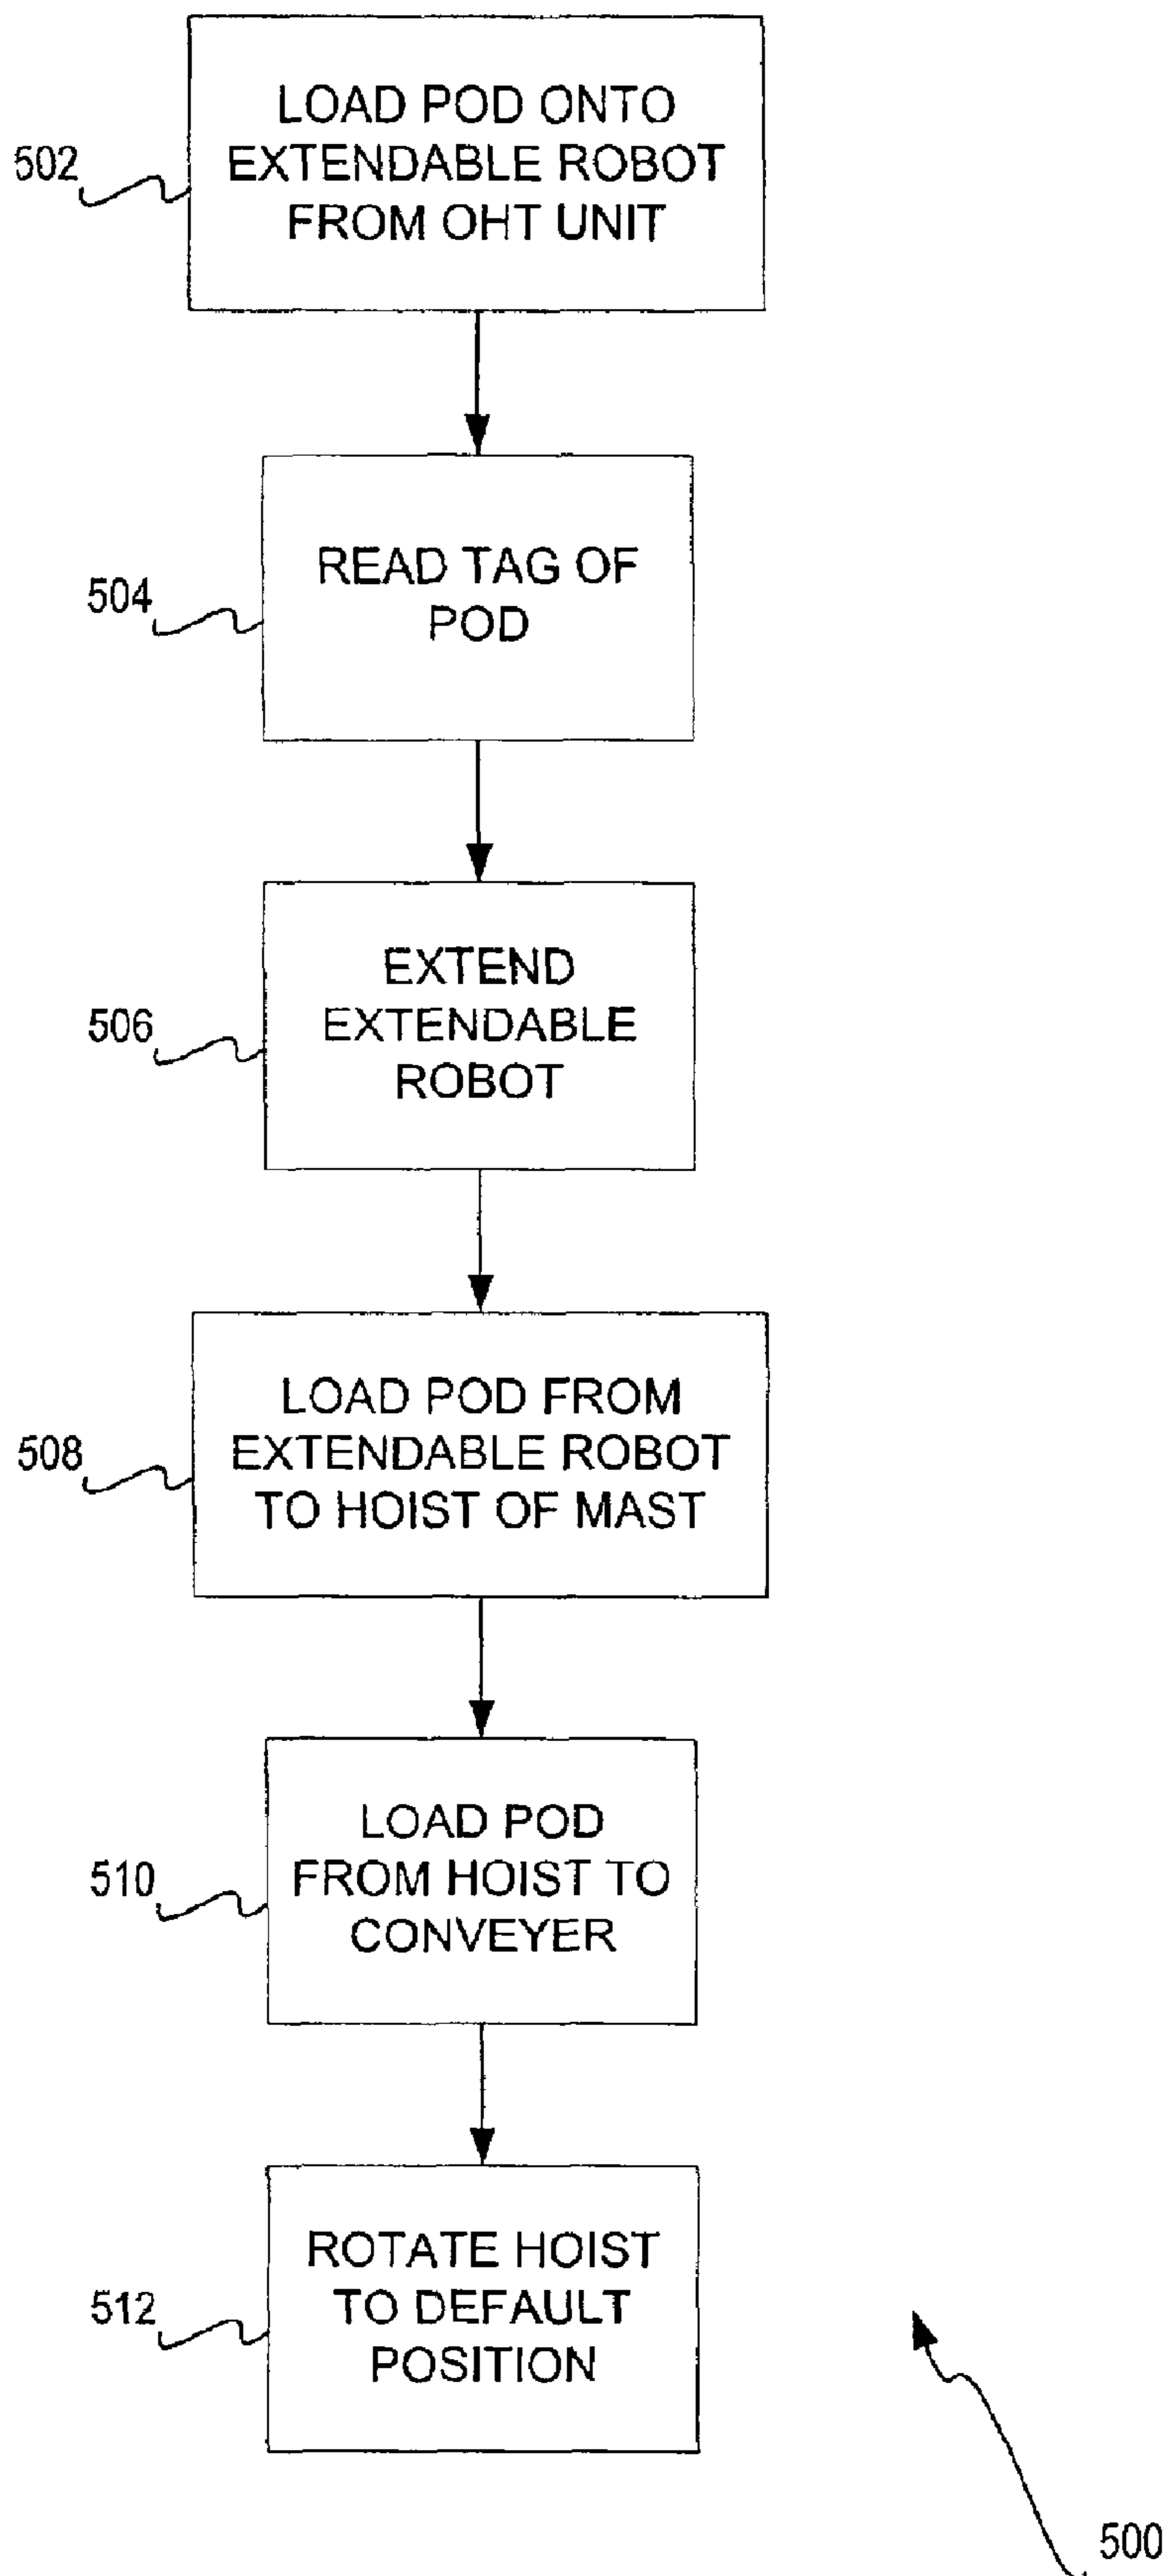 LOAD POD ONTO
EXTENDABLE ROBOT
FROM OHT UNIT
502
READ TAG OF
POD
504
EXTEND
EXTENDABLE
ROBOT
506
LOAD POD FROM
EXTENDABLE ROBOT
TO HOIST OF MAST
508
LOAD POD
FROM HOIST TO
CONVEYER
510
ROTATE HOIST
TO DEFAULT
POSITION
512
500